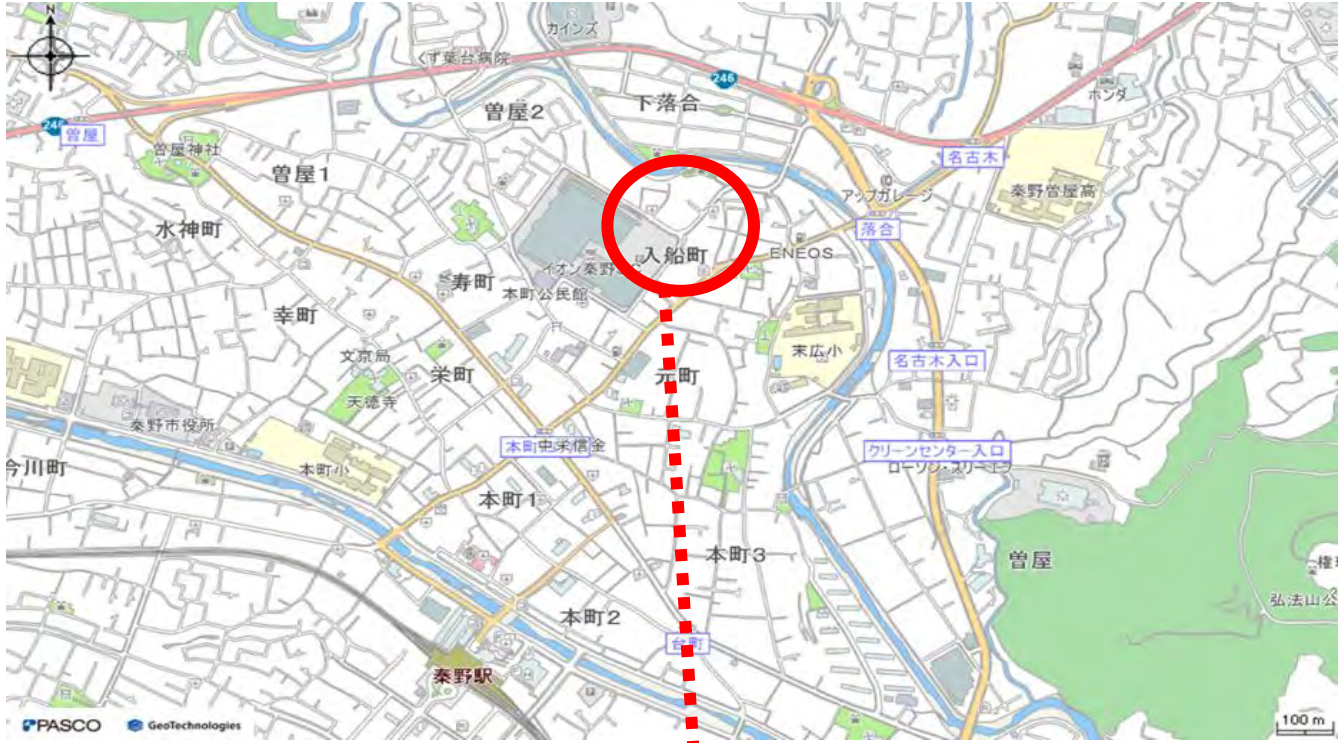 N
カインズ
くず葉台病院
246
下落合
ホンダ
曽屋2
246
曽屋
曽屋神社
名古木
曽屋1
アップガレージ
秦野曽屋高
水神町
落合
入船町
ENEOS
イオン秦野
寿町
本町公民館
幸町
文京局
末広小
名古木入口
元町
栄町
天徳寺
秦野市役所
本町
中栄信金
クリーンセンター入口
ローソン・スリーエフ
今川町
本町小
本町1
本町3
曽屋
権
弘法山公
本町2
台町
秦野駅
PASCO
GeoTechnologies
100 m